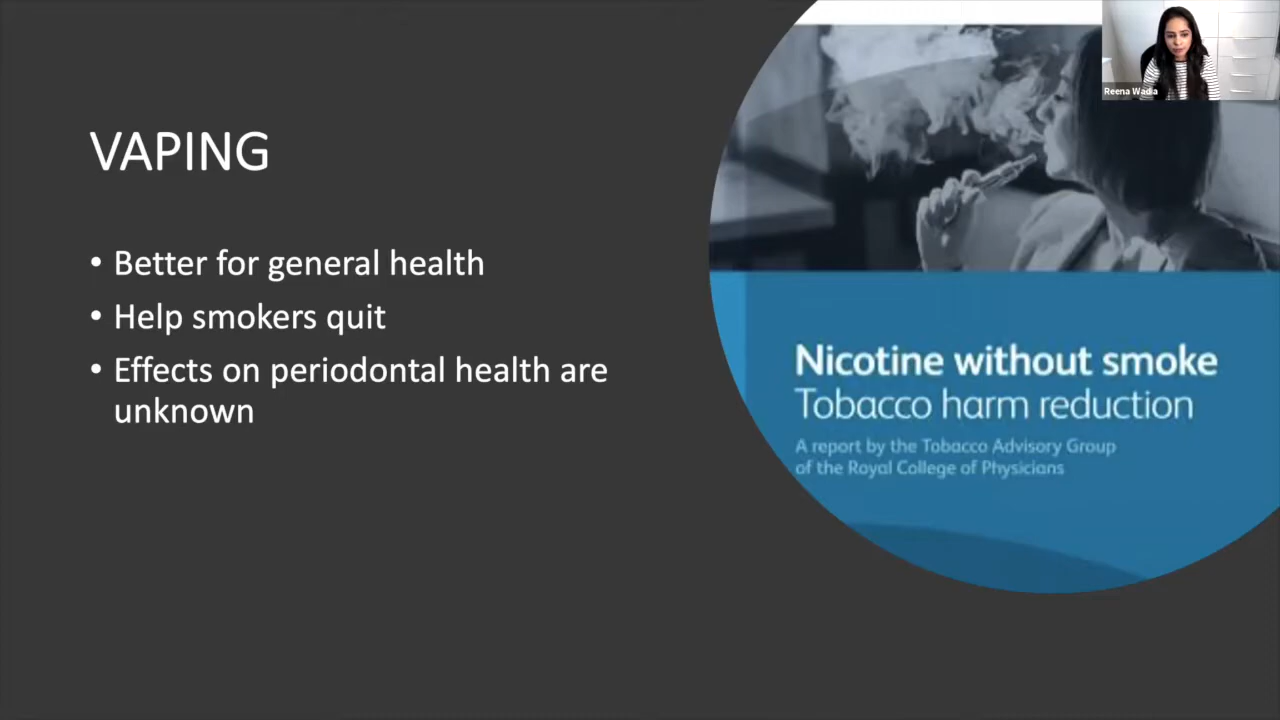 VAPING
• Better for general health
• Help smokers quit
• Effects on periodontal health are
unknown
Reena Wadia
Nicotine without smoke
Tobacco harm reduction
A report by the Tobacco Advisory Group
of the Royal College of Physicians